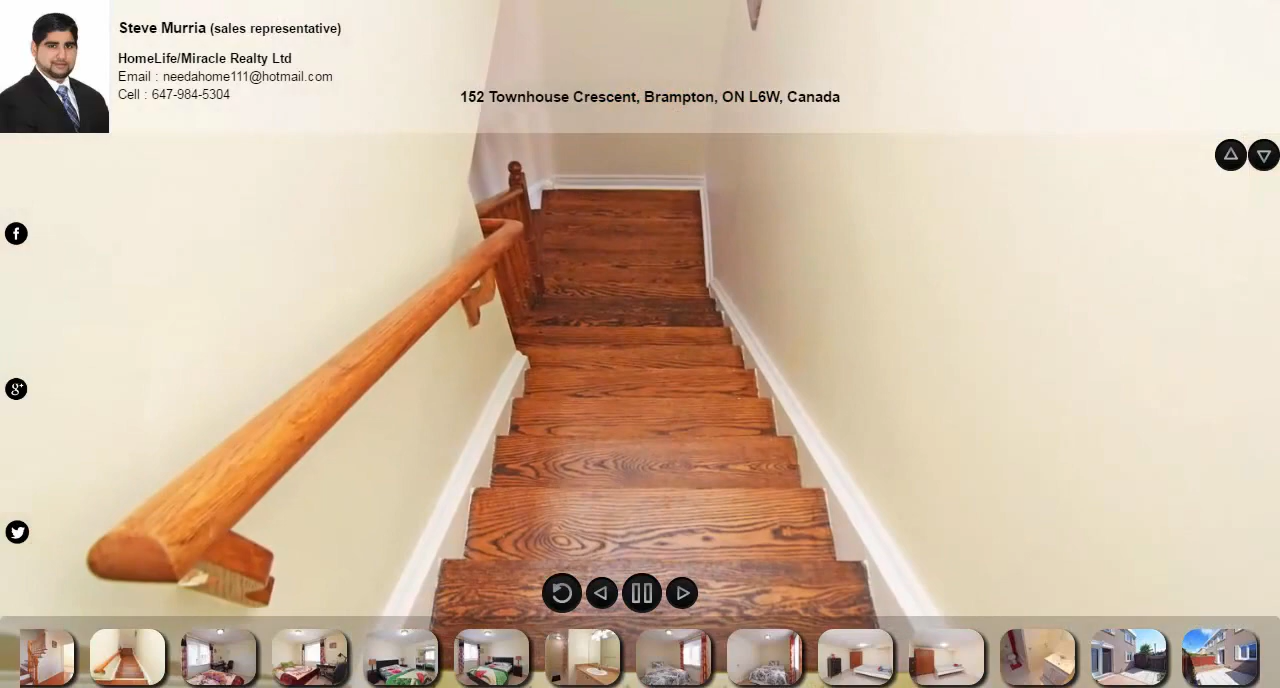 Steve Murria (sales representative)
HomeLife/Miracle Realty Ltd
Email : needahome111@hotmail.com
Cell : 647-984-5304
152 Townhouse Crescent, Brampton, ON L6W, Canada